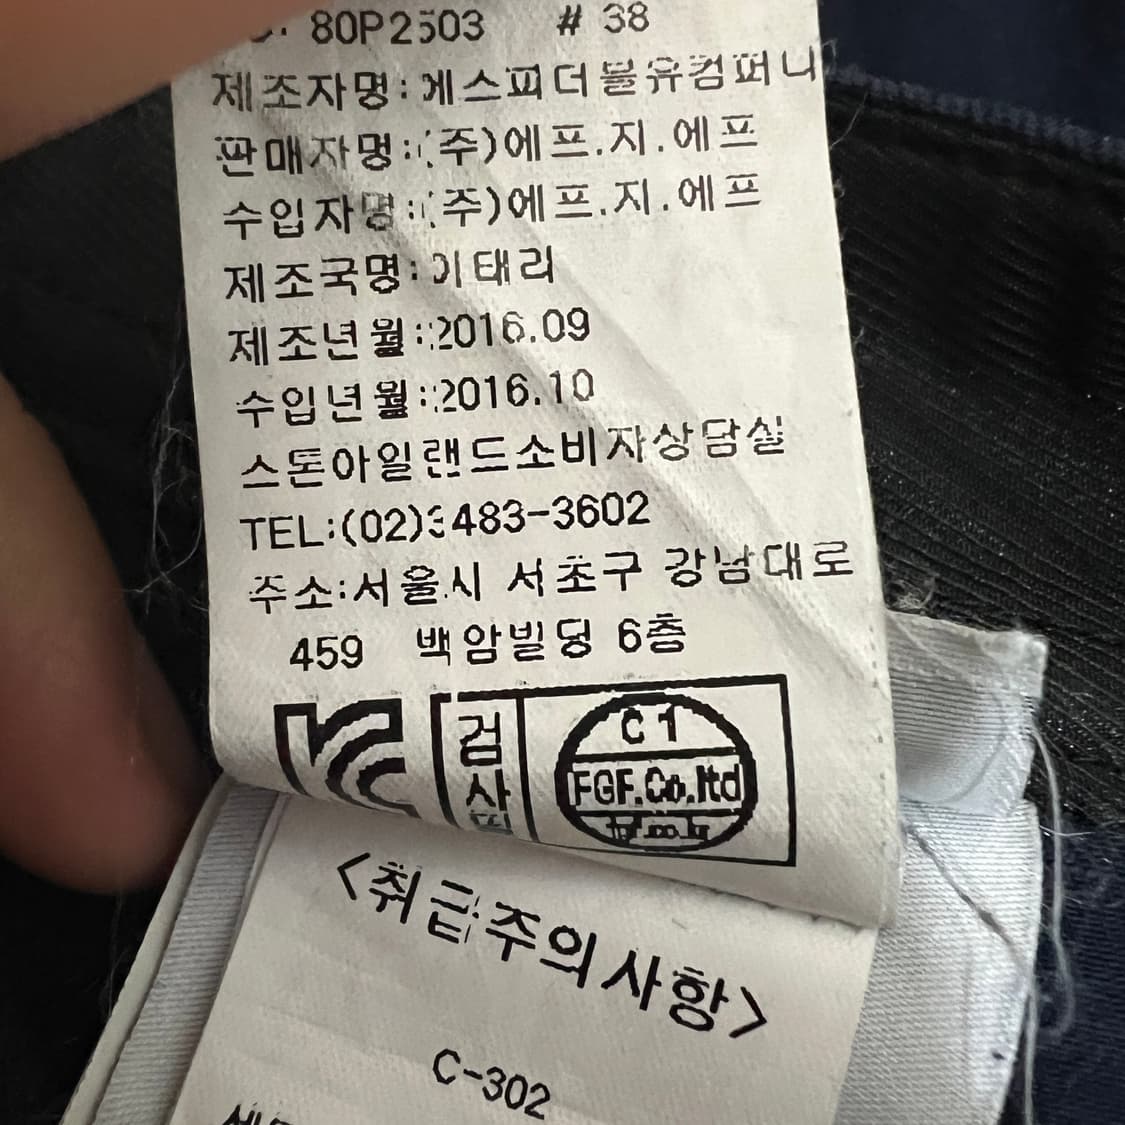 80P2503 # 38
제조자명:에스피더블유컴퍼니
판매자명:(주)에프.지.에프
수입자명:(주)에프.지.에프
제조국명:이태리
제조년월:2016.09
수입년월:2016.10
스톤아일랜드소비자상담실
TEL:(02)3483-3602
주소:서울시 서초구 강남대로
459 백암빌딩 6층
검사필
C 1
FGF.Co.ltd
<취급주의사항>
C-302